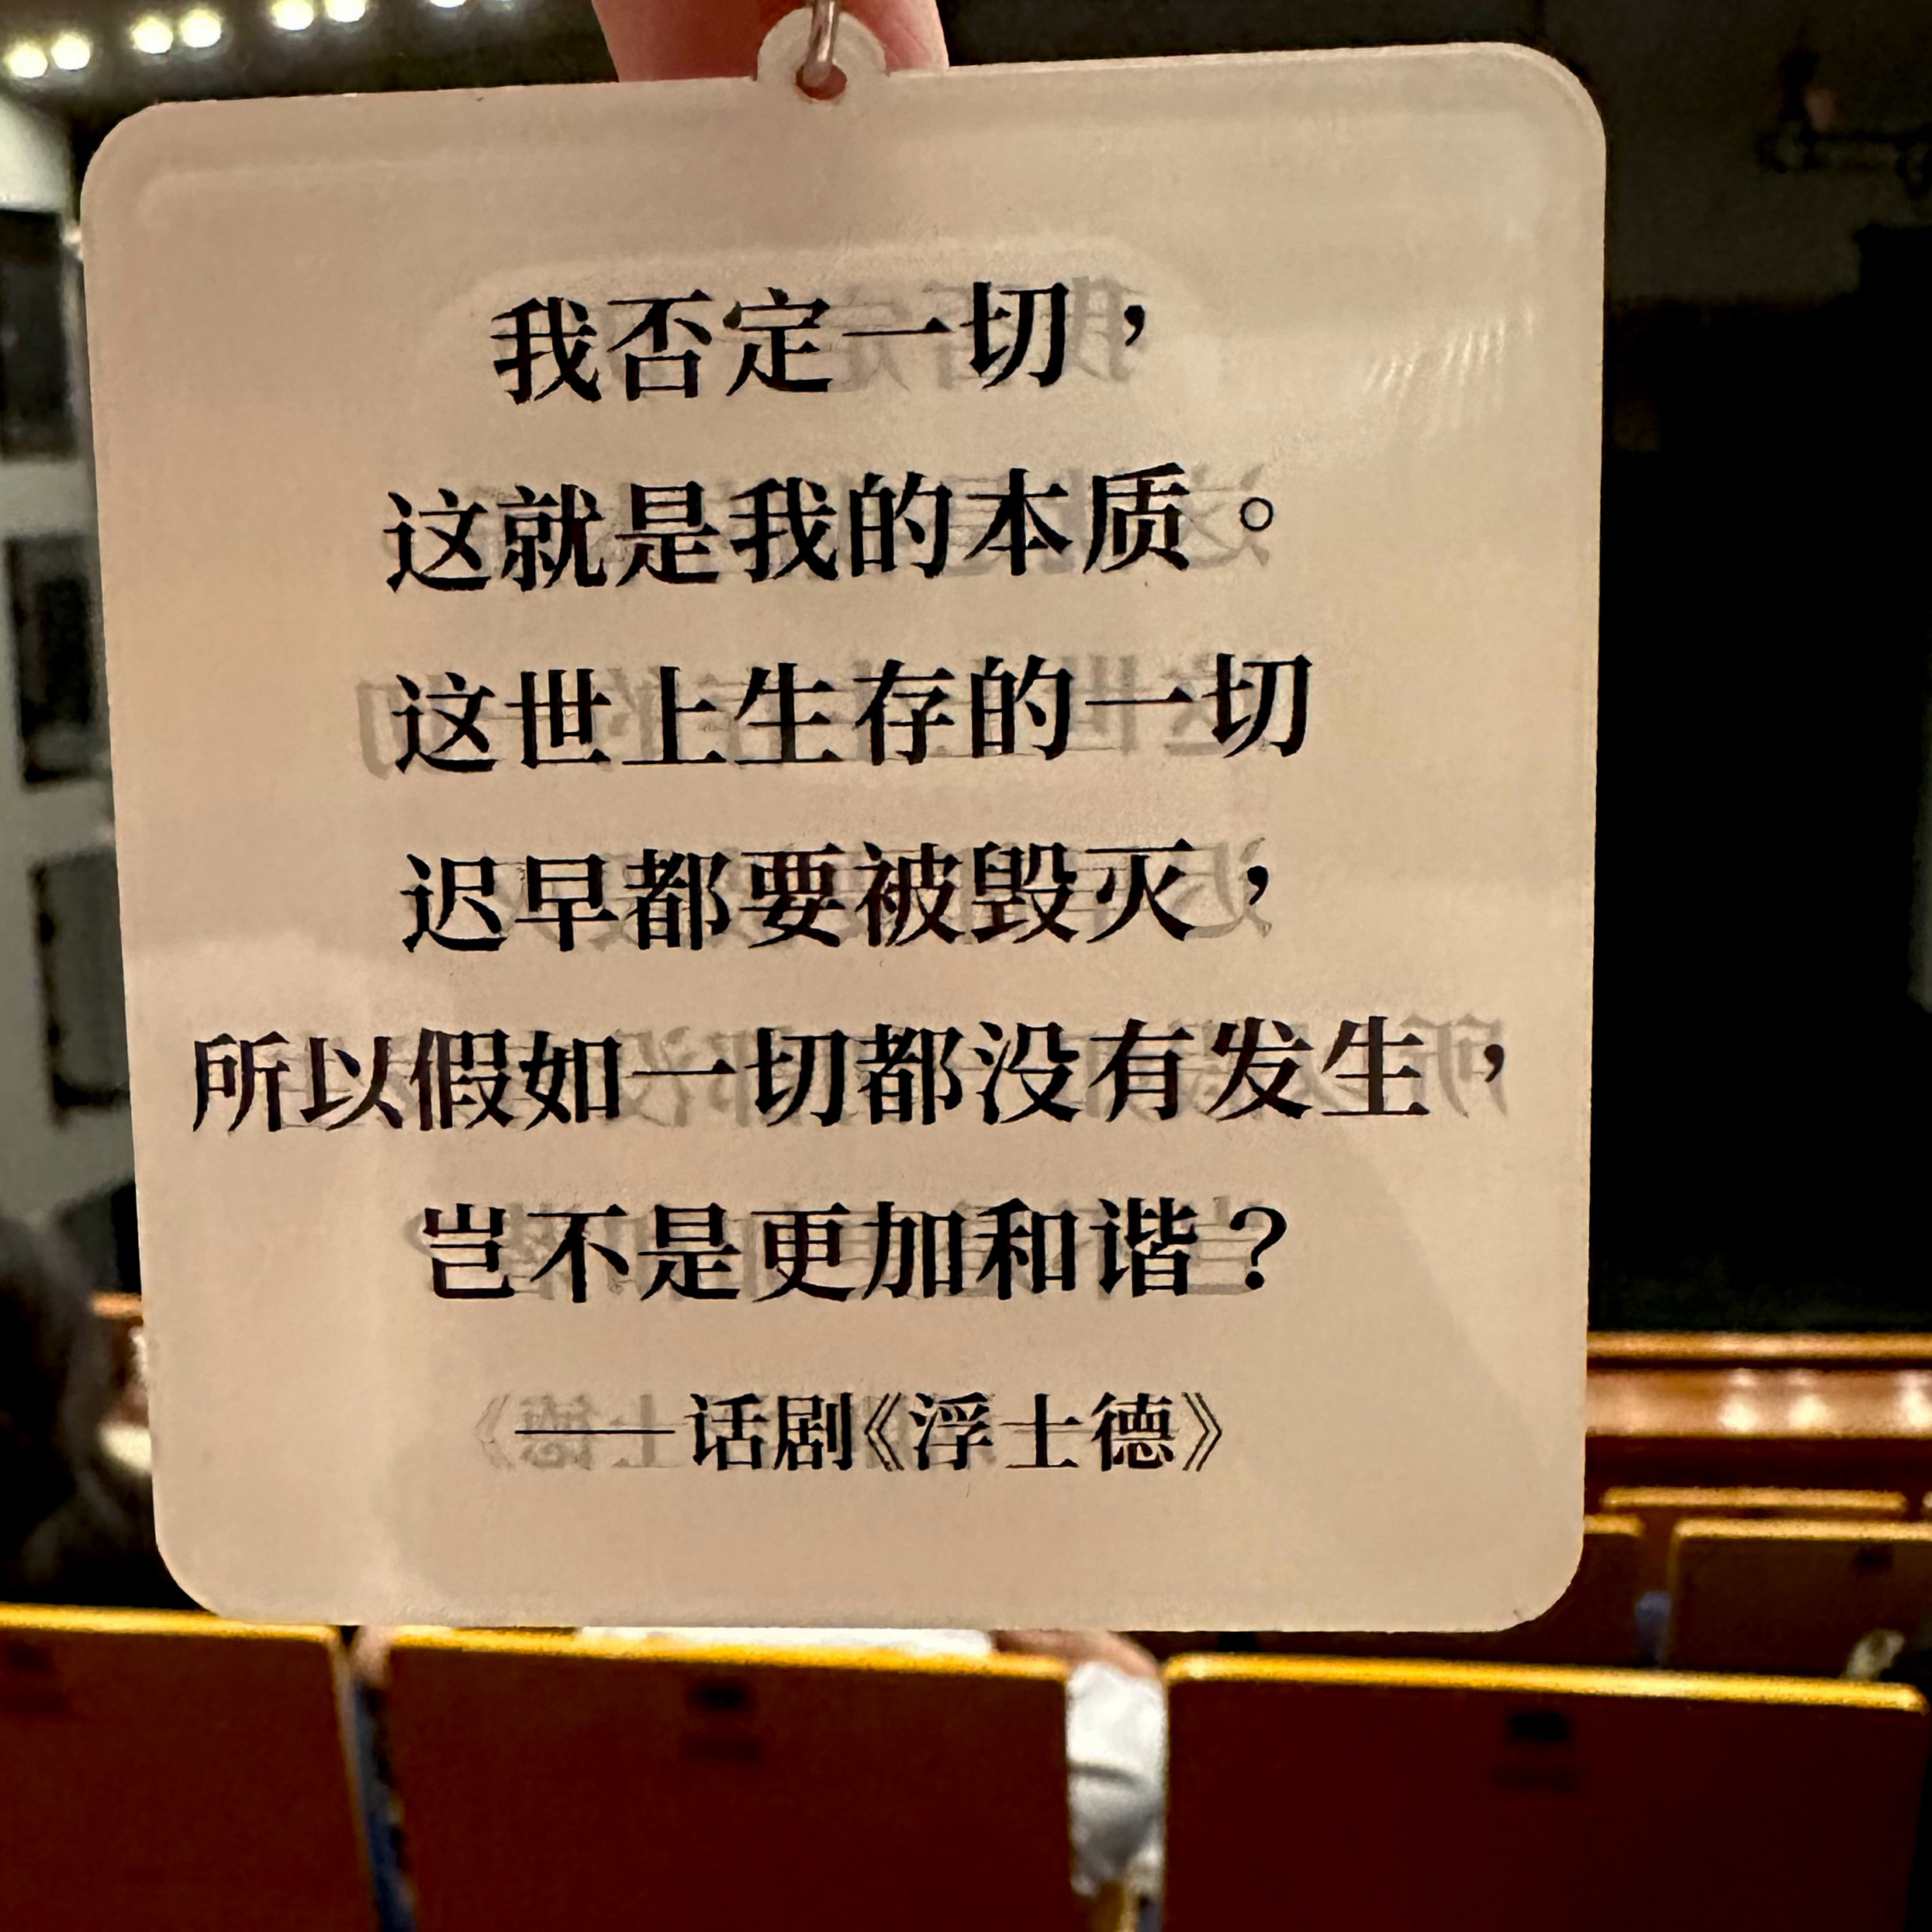 我否定一切，
这就是我的本质。
这世上生存的一切
迟早都要被毁灭，
所以假如一切都没有发生，
岂不是更加和谐？
——话剧《浮士德》